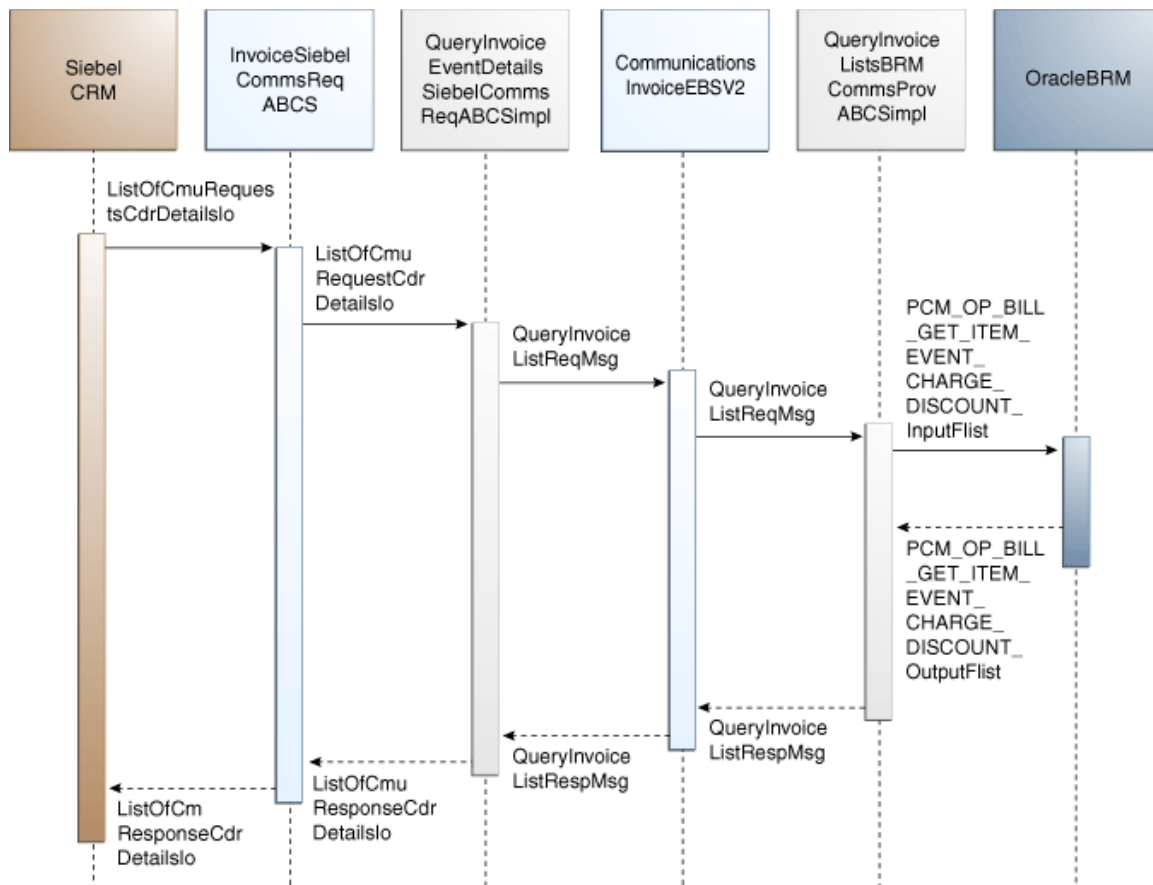 Siebel
CRM
InvoiceSiebel
CommsReq
ABCS
QueryInvoice
EventDetails
SiebelComms
ReqABCSimpl
Communications
InvoiceEBSV2
QueryInvoice
ListsBRM
CommsProv
ABCSimpl
OracleBRM
ListOfCmuReques
tsCdrDetailsIo
ListOfCmu
RequestCdr
DetailsIo
QueryInvoice
ListReqMsg
QueryInvoice
ListReqMsg
PCM_OP_BILL
_GET_ITEM_
EVENT_
CHARGE_
DISCOUNT_
InputFlist
PCM_OP_BILL
_GET_ITEM_
EVENT_
CHARGE_
DISCOUNT_
OutputFlist
QueryInvoice
ListRespMsg
QueryInvoice
ListRespMsg
ListOfCmu
ResponseCdr
DetailsIo
ListOfCm
ResponseCdr
DetailsIo